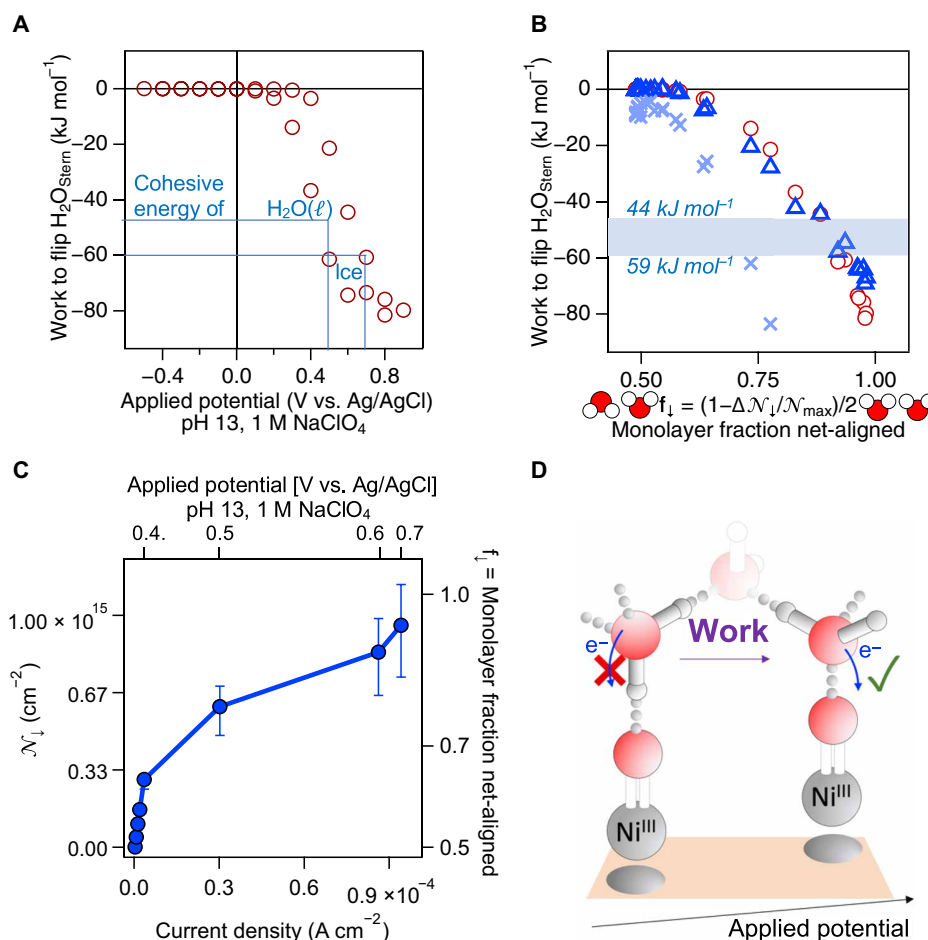 A
Work to flip H₂O_Stern (kJ mol⁻¹)
0
−20
−40
−60
−80
Cohesive
energy of
H₂O(ℓ)
Ice
−0.4
0.0
0.4
0.8
Applied potential (V vs. Ag/AgCl)
pH 13, 1 M NaClO₄
B
Work to flip H₂O_Stern (kJ mol⁻¹)
0
−20
−40
−60
−80
44 kJ mol⁻¹
59 kJ mol⁻¹
0.50
0.75
1.00
f↓ = (1−Δ𝒩↓/𝒩max)/2
Monolayer fraction net-aligned
C
Applied potential [V vs. Ag/AgCl]
pH 13, 1 M NaClO₄
0.4.
0.5
0.6
0.7
𝒩↓ (cm⁻²)
1.00 × 10¹⁵
0.67
0.33
0.00
1.0
0.7
0.5
f↓ = Monolayer fraction net-aligned
0.0
0.3
0.9 ×10⁻⁴
Current density (A cm⁻²)
D
Work
e-
e-
Niᴵᴵᴵ
Niᴵᴵᴵ
Applied potential